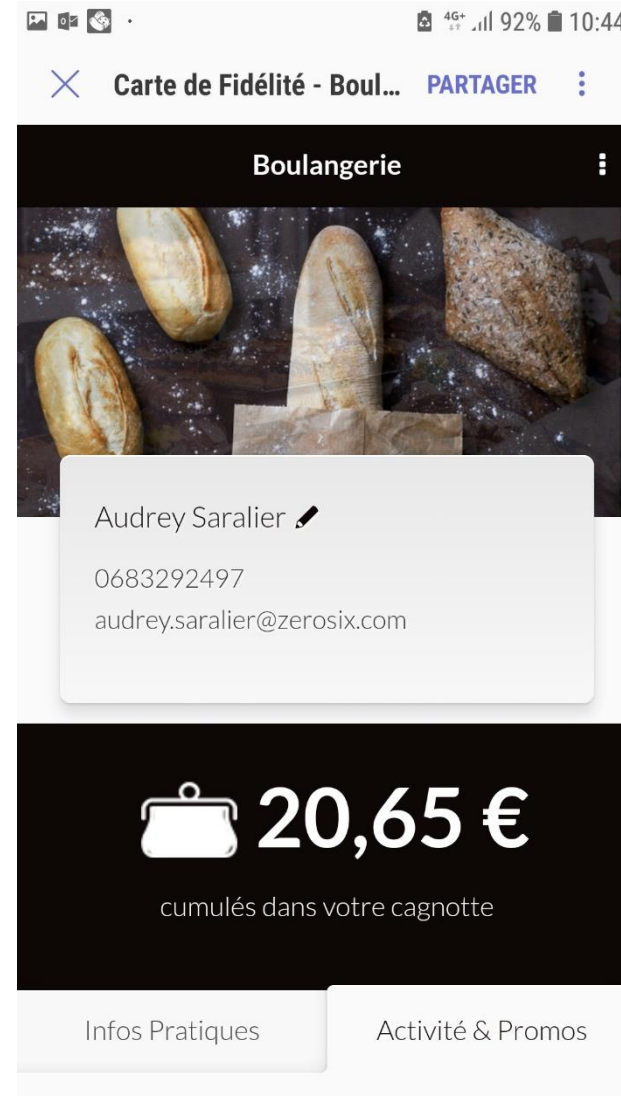 4G+ 92% 10:44
Carte de Fidélité - Boul... PARTAGER
Boulangerie
Audrey Saralier
0683292497
audrey.saralier@zerosix.com
20,65 €
cumulés dans votre cagnotte
Infos Pratiques Activité & Promos